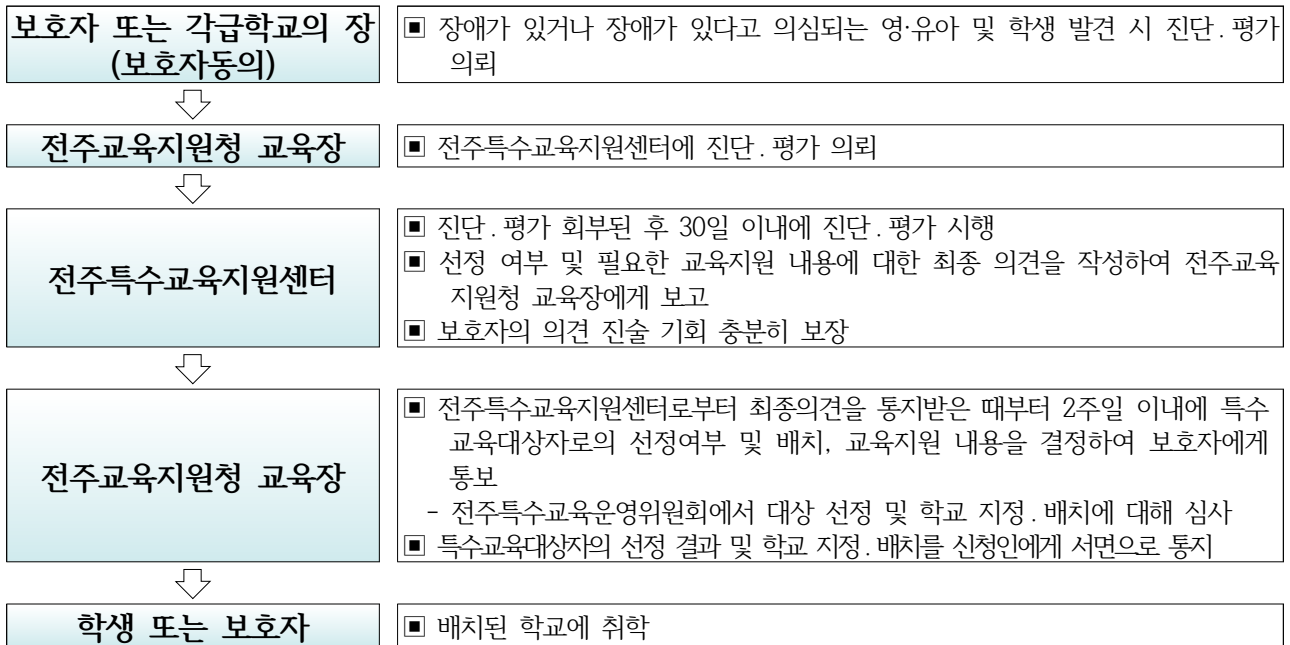 보호자 또는 각급학교의 장
(보호자동의)
▣ 장애가 있거나 장애가 있다고 의심되는 영·유아 및 학생 발견 시 진단.평가
의뢰
전주교육지원청 교육장
▣ 전주특수교육지원센터에 진단.평가 의뢰
전주특수교육지원센터
▣ 진단.평가 회부된 후 30일 이내에 진단.평가 시행
▣ 선정 여부 및 필요한 교육지원 내용에 대한 최종 의견을 작성하여 전주교육
지원청 교육장에게 보고
▣ 보호자의 의견 진술 기회 충분히 보장
전주교육지원청 교육장
▣ 전주특수교육지원센터로부터 최종의견을 통지받은 때부터 2주일 이내에 특수
교육대상자로의 선정여부 및 배치, 교육지원 내용을 결정하여 보호자에게
통보
- 전주특수교육운영위원회에서 대상 선정 및 학교 지정.배치에 대해 심사
▣ 특수교육대상자의 선정 결과 및 학교 지정.배치를 신청인에게 서면으로 통지
학생 또는 보호자
▣ 배치된 학교에 취학